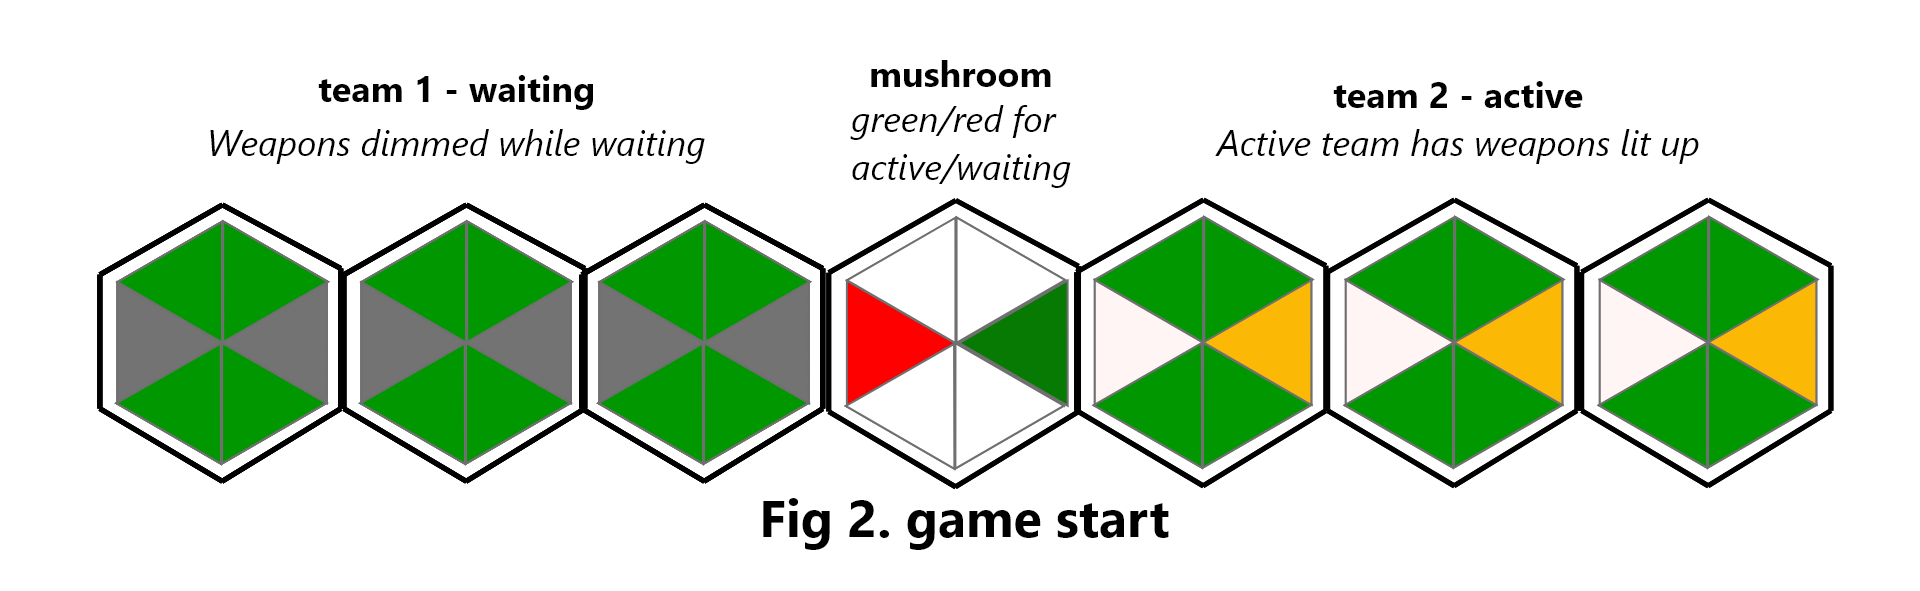 team 1 - waiting
Weapons dimmed while waiting
mushroom
green/red for
active/waiting
team 2 - active
Active team has weapons lit up
Fig 2. game start